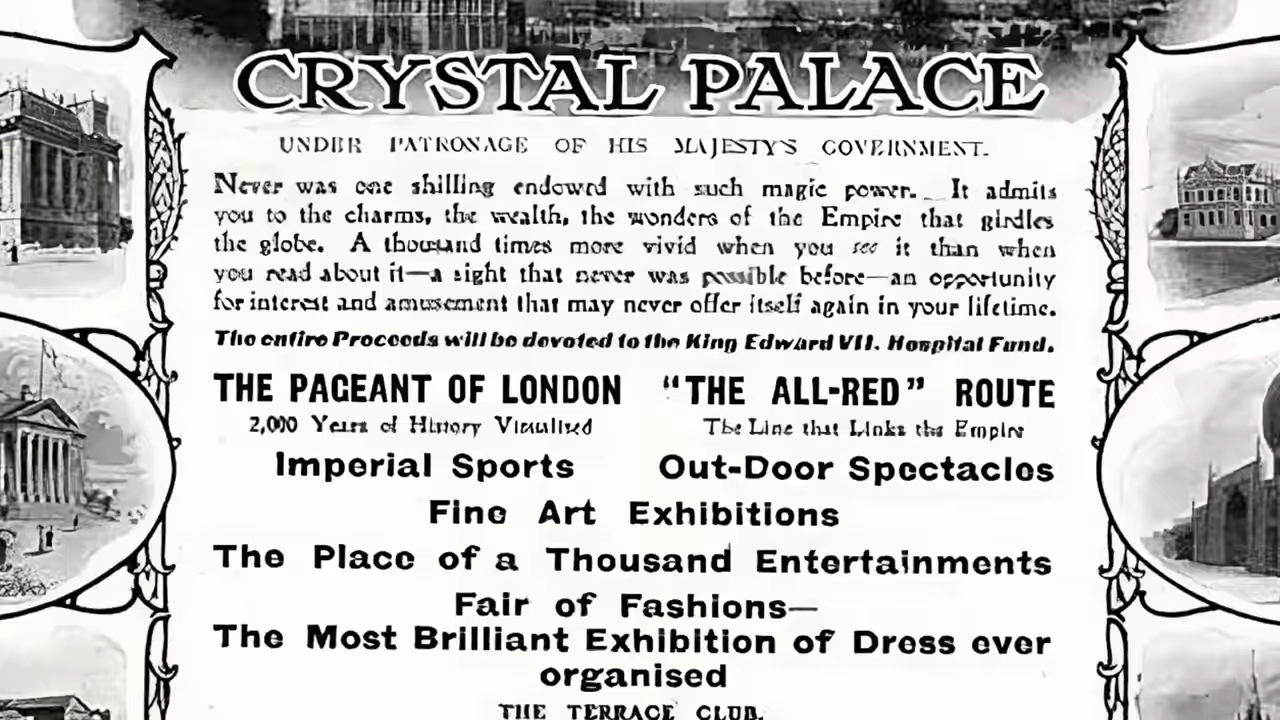 CRYSTAL PALACE
UNDER PATRONAGE OF HIS MAJESTY'S GOVERNMENT.
Never was one shilling endowed with such magic power. It admits
you to the charms, the wealth, the wonders of the Empire that girdles
the globe. A thousand times more vivid when you see it than when
you read about it—a sight that never was possible before—an opportunity
for interest and amusement that may never offer itself again in your lifetime.
The entire Proceeds will be devoted to the King Edward VII. Hospital Fund.
THE PAGEANT OF LONDON "THE ALL-RED" ROUTE
2,000 Years of History Visualised The Line that Links the Empire
Imperial Sports Out-Door Spectacles
Fine Art Exhibitions
The Place of a Thousand Entertainments
Fair of Fashions—
The Most Brilliant Exhibition of Dress ever
organised
THE TERRACE CLUB.